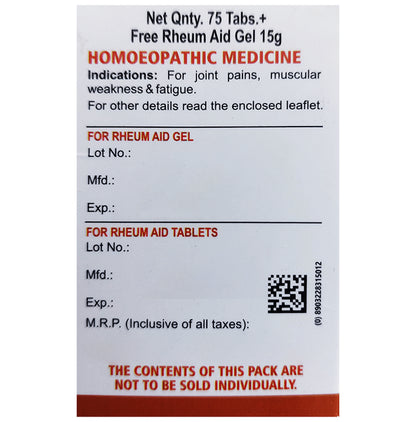 Net Qnty. 75 Tabs.+
Free Rheum Aid Gel 15g
HOMOEOPATHIC MEDICINE
Indications: For joint pains, muscular
weakness & fatigue.
For other details read the enclosed leaflet.
FOR RHEUM AID GEL
Lot No.:
Mfd.:
Exp.:
FOR RHEUM AID TABLETS
Lot No.:
Mfd.:
Exp.:
M.R.P. (Inclusive of all taxes):
(0) 8903228315012
THE CONTENTS OF THIS PACK ARE
NOT TO BE SOLD INDIVIDUALLY.